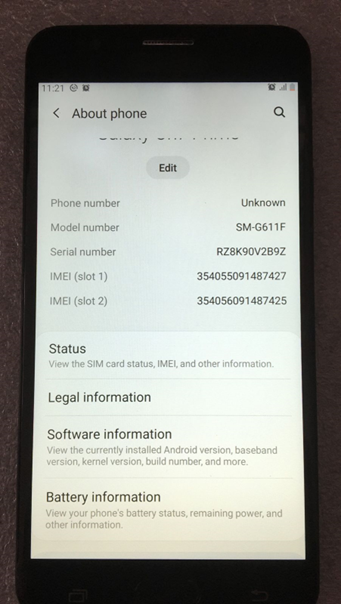 11:21
About phone
Edit
Phone number Unknown
Model number SM-G611F
Serial number RZ8K90V2B9Z
IMEI (slot 1) 354055091487427
IMEI (slot 2) 354056091487425
Status
View the SIM card status, IMEI, and other information.
Legal information
Software information
View the currently installed Android version, baseband
version, kernel version, build number, and more.
Battery information
View your phone's battery status, remaining power, and
other information.